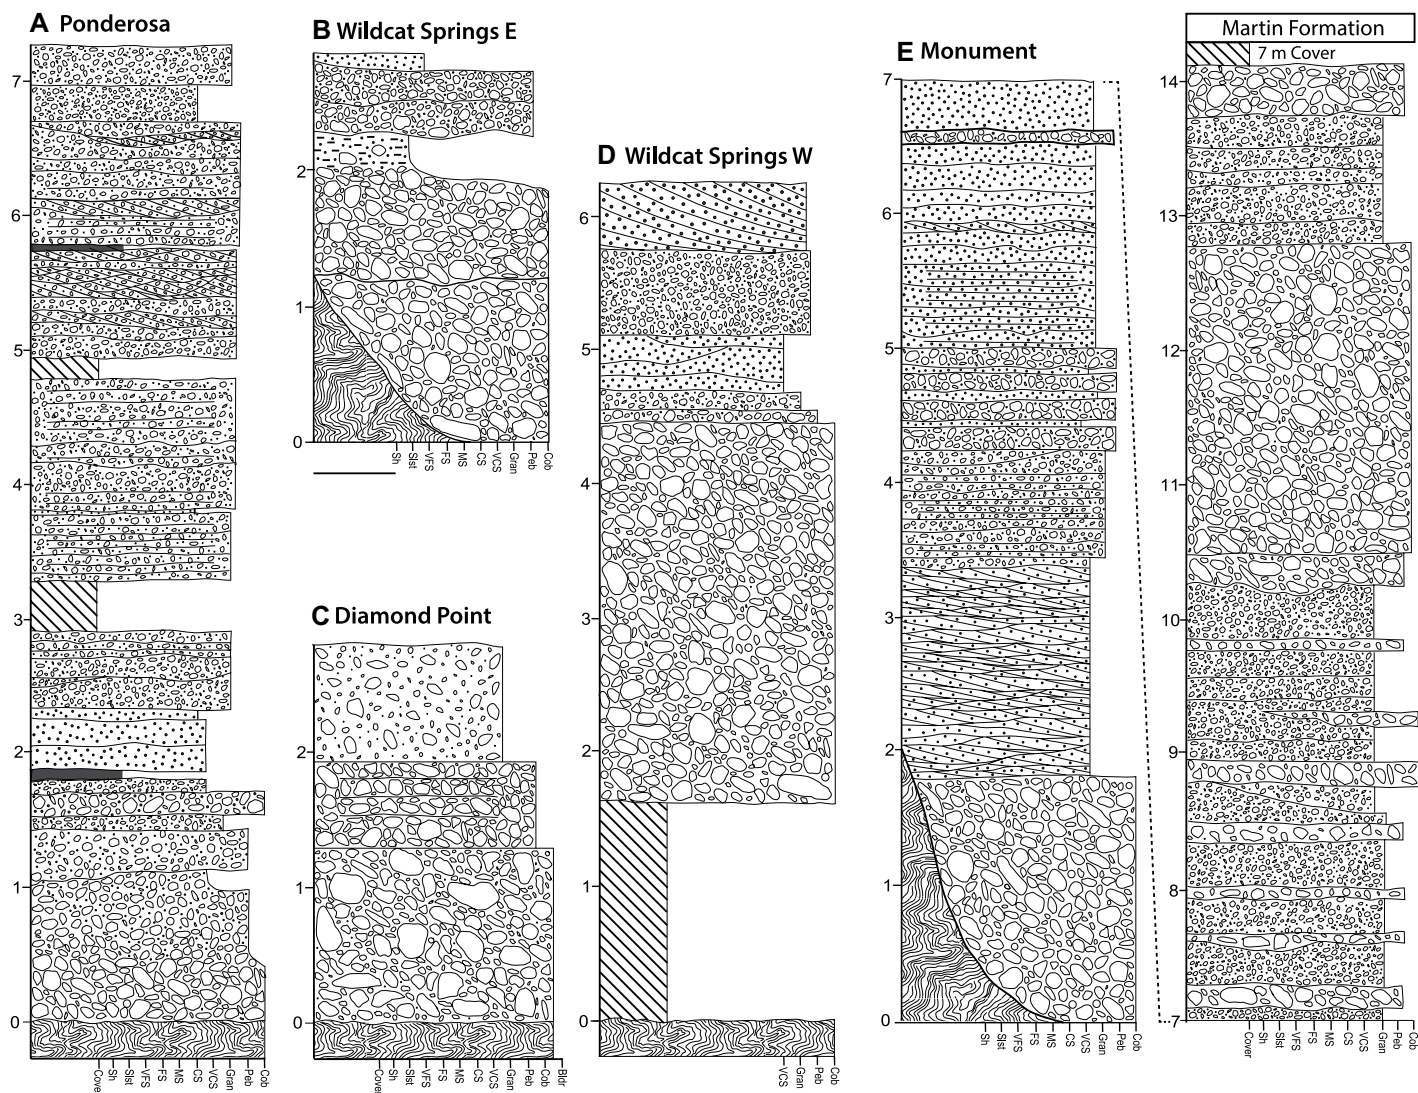 A Ponderosa
7
6
5
4
3
2
1
0
Cove
Sh
Slst
VFS
FS
MS
CS
VCS
Gran
Peb
Cob
B Wildcat Springs E
2
1
0
Sh
Slst
VFS
FS
MS
CS
VCS
Gran
Peb
Cob
C Diamond Point
2
1
0
Cover
Sh
Slst
VFS
FS
MS
CS
VCS
Gran
Peb
Cob
Bldr
D Wildcat Springs W
6
5
4
3
2
1
0
VCS
Gran
Peb
Cob
E Monument
7
6
5
4
3
2
1
0
Sh
Slst
VFS
FS
MS
CS
VCS
Gran
Peb
Cob
Martin Formation
7 m Cover
14
13
12
11
10
9
8
7
Cover
Sh
Slst
VFS
FS
MS
CS
VCS
Gran
Peb
Cob